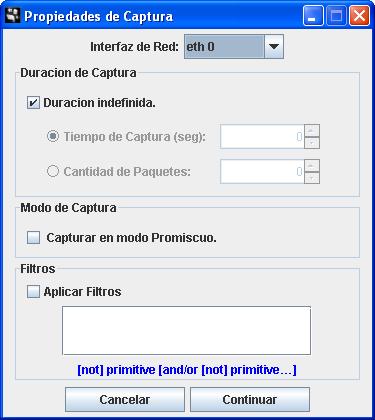 Propiedades de Captura
Interfaz de Red: eth 0
Duracion de Captura
Duracion indefinida.
Tiempo de Captura (seg): 0
Cantidad de Paquetes: 0
Modo de Captura
Capturar en modo Promiscuo.
Filtros
Aplicar Filtros
[not] primitive [and/or [not] primitive...]
Cancelar Continuar